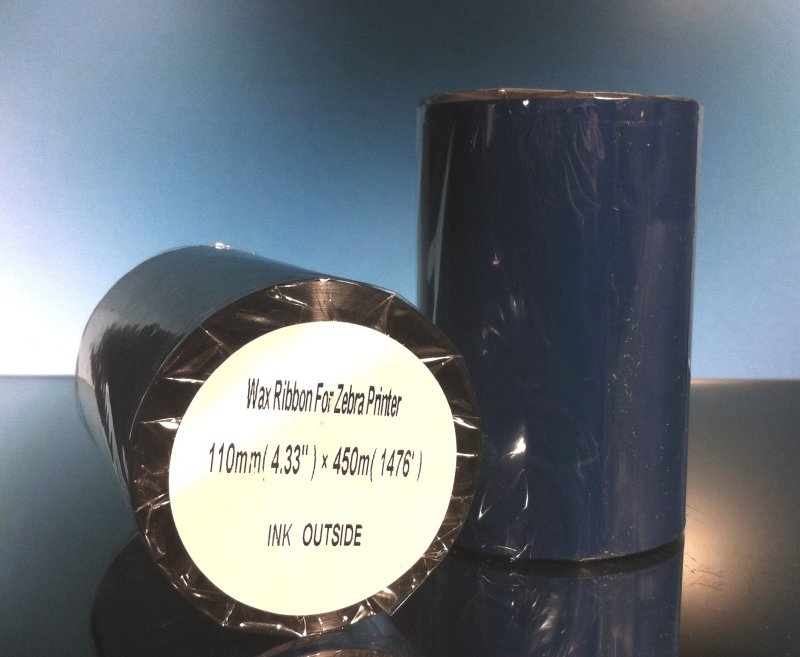 Wax Ribbon For Zebra Printer
110mm( 4.33" ) × 450m( 1476' )
INK OUTSIDE